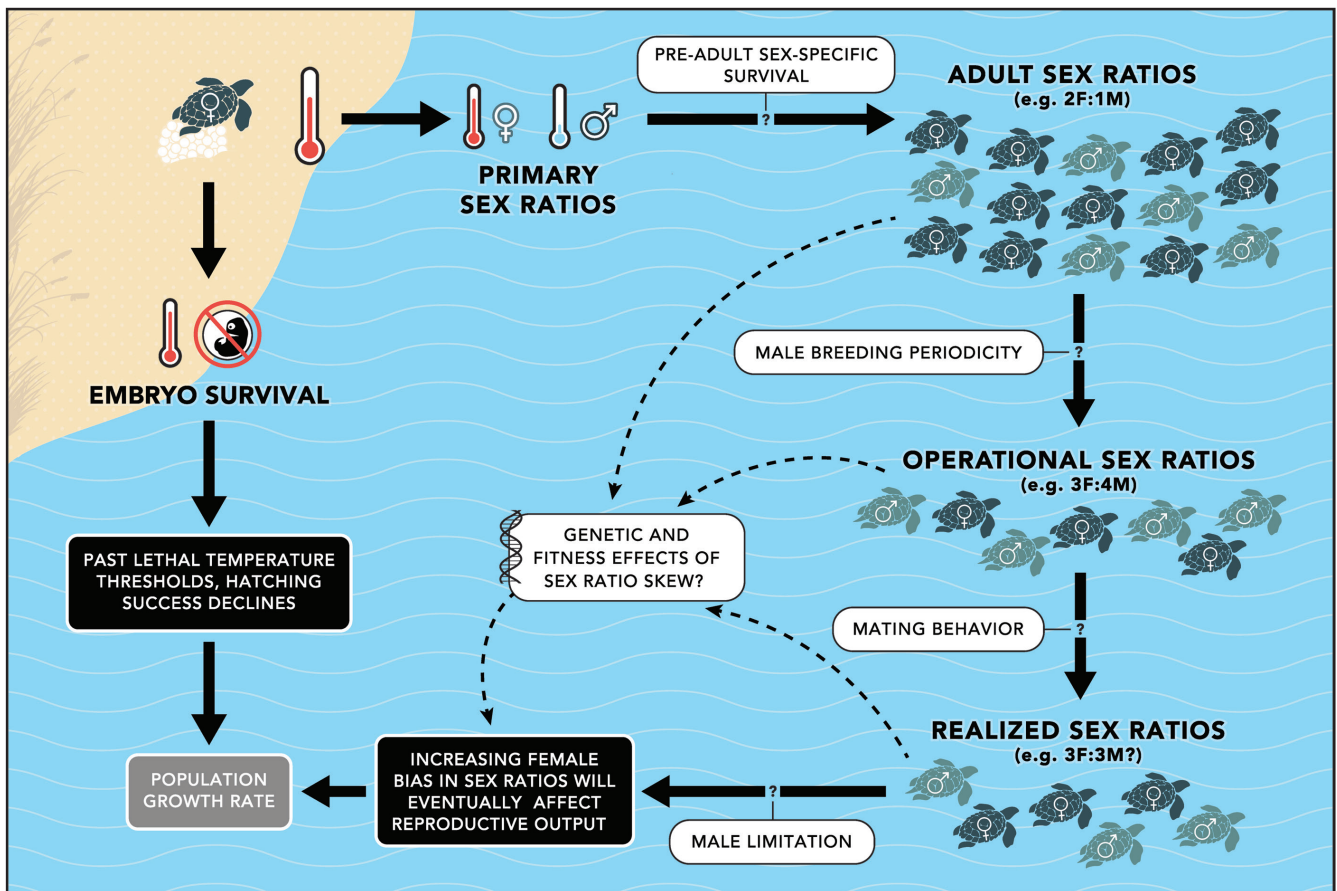 PRE-ADULT SEX-SPECIFIC
SURVIVAL
?
ADULT SEX RATIOS
(e.g. 2F:1M)
PRIMARY
SEX RATIOS
MALE BREEDING PERIODICITY
?
EMBRYO SURVIVAL
OPERATIONAL SEX RATIOS
(e.g. 3F:4M)
GENETIC AND
FITNESS EFFECTS OF
SEX RATIO SKEW?
PAST LETHAL TEMPERATURE
THRESHOLDS, HATCHING
SUCCESS DECLINES
MATING BEHAVIOR
?
REALIZED SEX RATIOS
(e.g. 3F:3M?)
POPULATION
GROWTH RATE
INCREASING FEMALE
BIAS IN SEX RATIOS WILL
EVENTUALLY AFFECT
REPRODUCTIVE OUTPUT
?
MALE LIMITATION